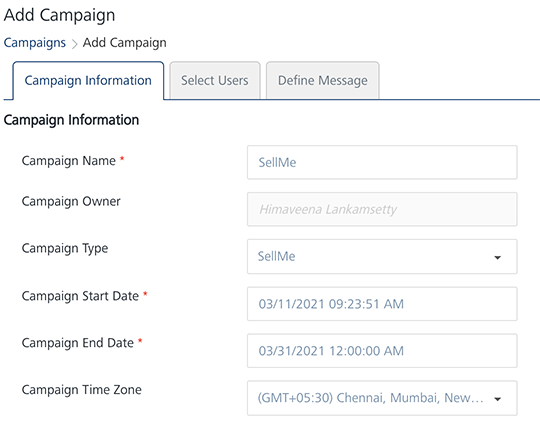 Add Campaign
Campaigns > Add Campaign
Campaign Information
Select Users
Define Message
Campaign Information
Campaign Name *
SellMe
Campaign Owner
Himaveena Lankamsetty
Campaign Type
SellMe
Campaign Start Date *
03/11/2021 09:23:51 AM
Campaign End Date *
03/31/2021 12:00:00 AM
Campaign Time Zone
(GMT+05:30) Chennai, Mumbai, New...